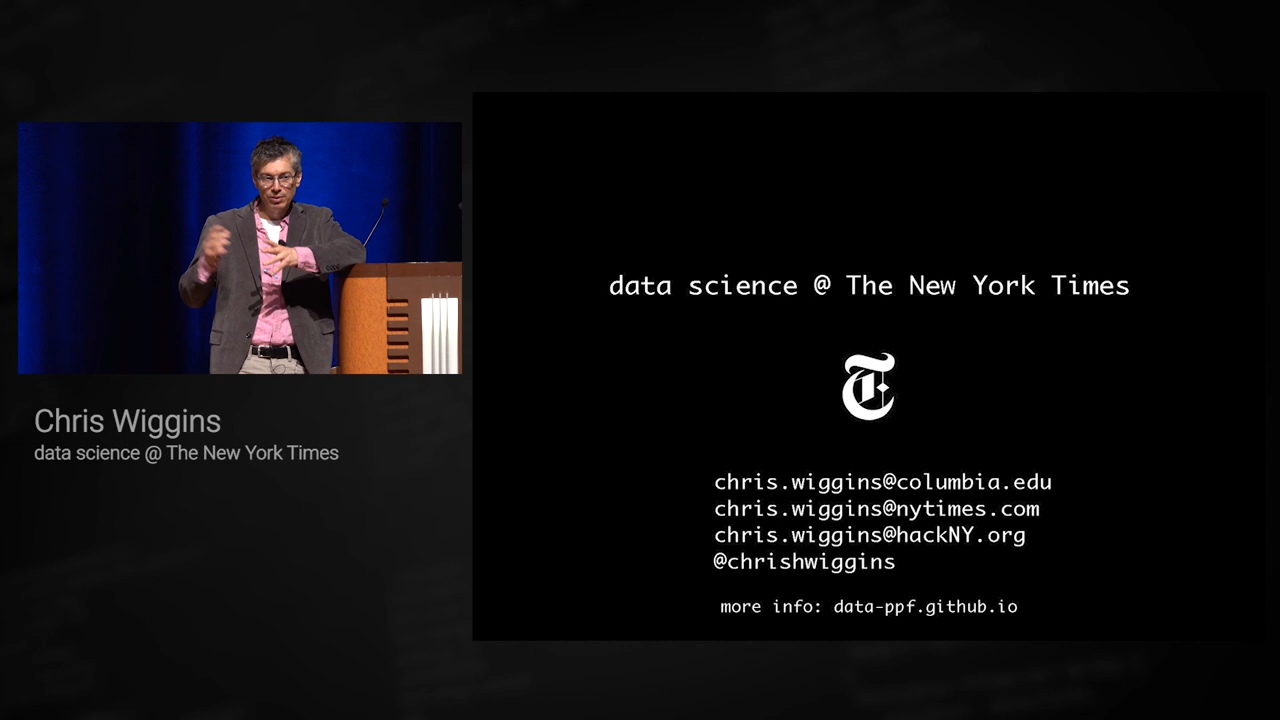 Chris Wiggins
data science @ The New York Times
data science @ The New York Times
T
chris.wiggins@columbia.edu
chris.wiggins@nytimes.com
chris.wiggins@hackNY.org
@chrishwiggins
more info: data-ppf.github.io